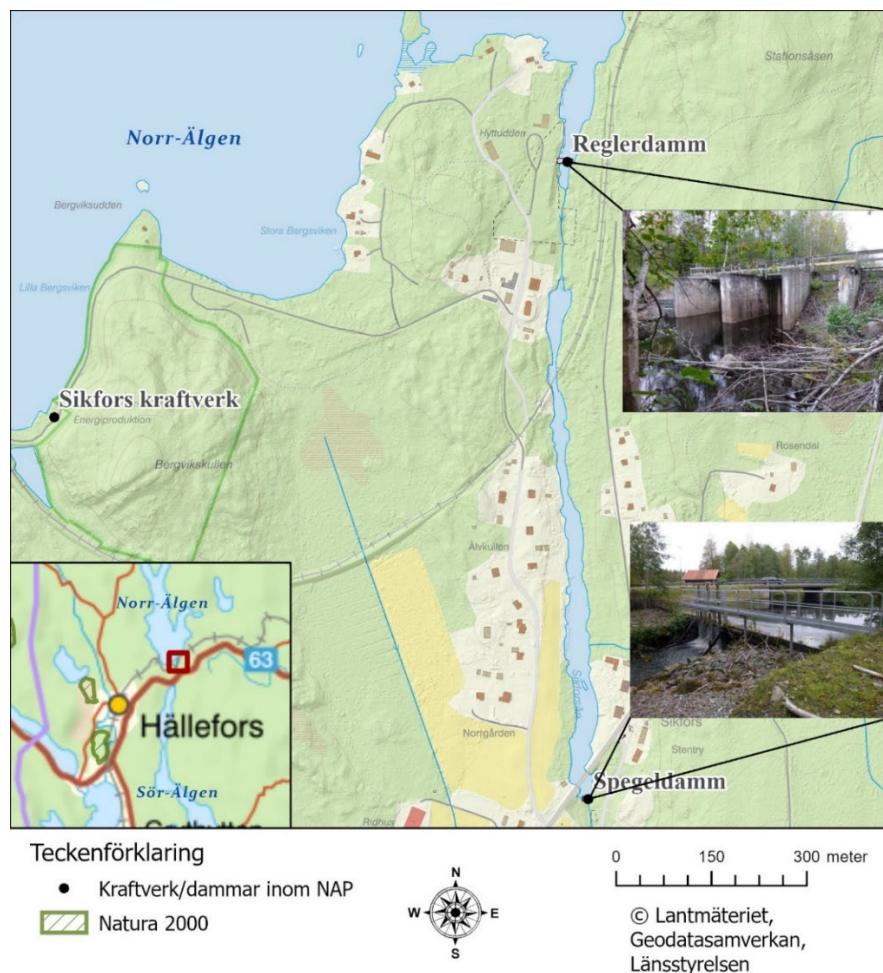 Stationsåsen
Norr-Älgen
Hyttudden
Reglerdamm
Bergviksudden
Stora Bergsviken
Lilla Bergsviken
Sikfors kraftverk
Energiproduktion
Bergvikskullen
Rosendal
Älvkullen
Norr-Älgen
63
Hällefors
Sikforsån
Norrgården
Sikfors
Stentry
Sör-Älgen
Spegeldamm
Ridhus
Teckenförklaring
Kraftverk/dammar inom NAP
Natura 2000
N
W
E
S
0 150 300 meter
© Lantmäteriet,
Geodatasamverkan,
Länsstyrelsen